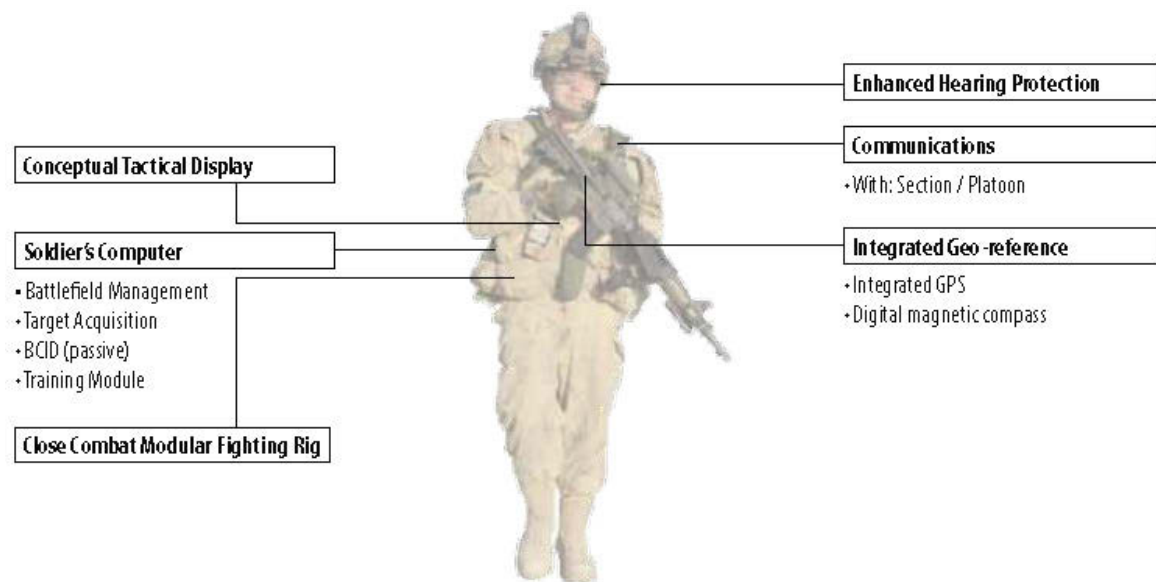 Conceptual Tactical Display
Soldier's Computer
▪ Battlefield Management
• Target Acquisition
• BCID (passive)
• Training Module
Close Combat Modular Fighting Rig
Enhanced Hearing Protection
Communications
• With: Section / Platoon
Integrated Geo-reference
• Integrated GPS
• Digital magnetic compass